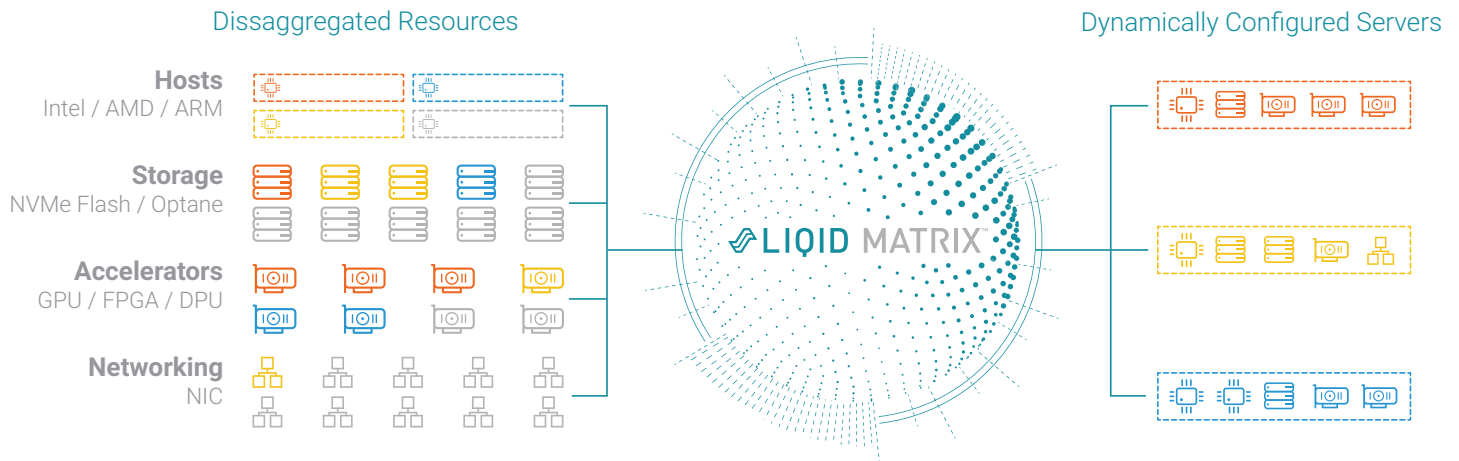 Dissaggregated Resources
Dynamically Configured Servers
Hosts
Intel / AMD / ARM
Storage
NVMe Flash / Optane
LIQID MATRIX™
Accelerators
GPU / FPGA / DPU
Networking
NIC